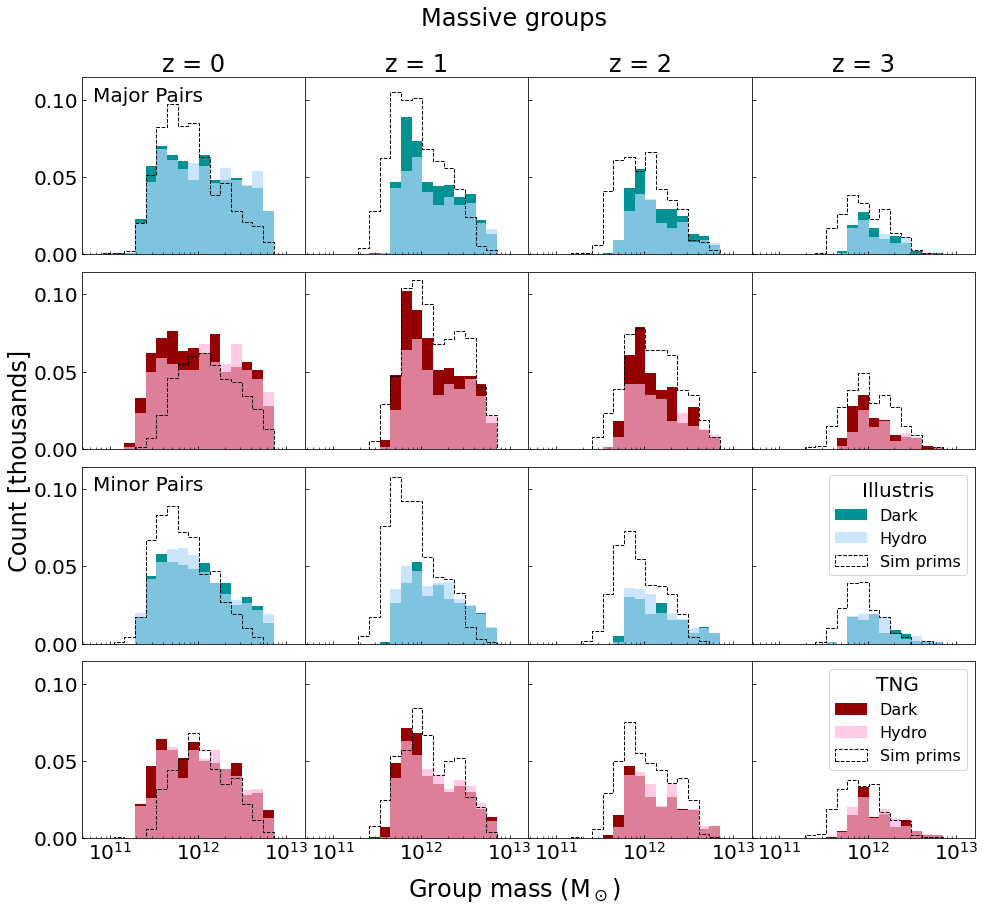 Massive groups
z = 0
z = 1
z = 2
z = 3
Major Pairs
0.10
0.05
0.00
0.10
0.05
0.00
Minor Pairs
0.10
0.05
0.00
Illustris
Dark
Hydro
Sim prims
0.10
0.05
0.00
TNG
Dark
Hydro
Sim prims
Count [thousands]
10¹¹ 10¹² 10¹³
10¹¹ 10¹²
10¹¹ 10¹² 10¹³
10¹¹ 10¹² 10¹³
Group mass (M_⊙)